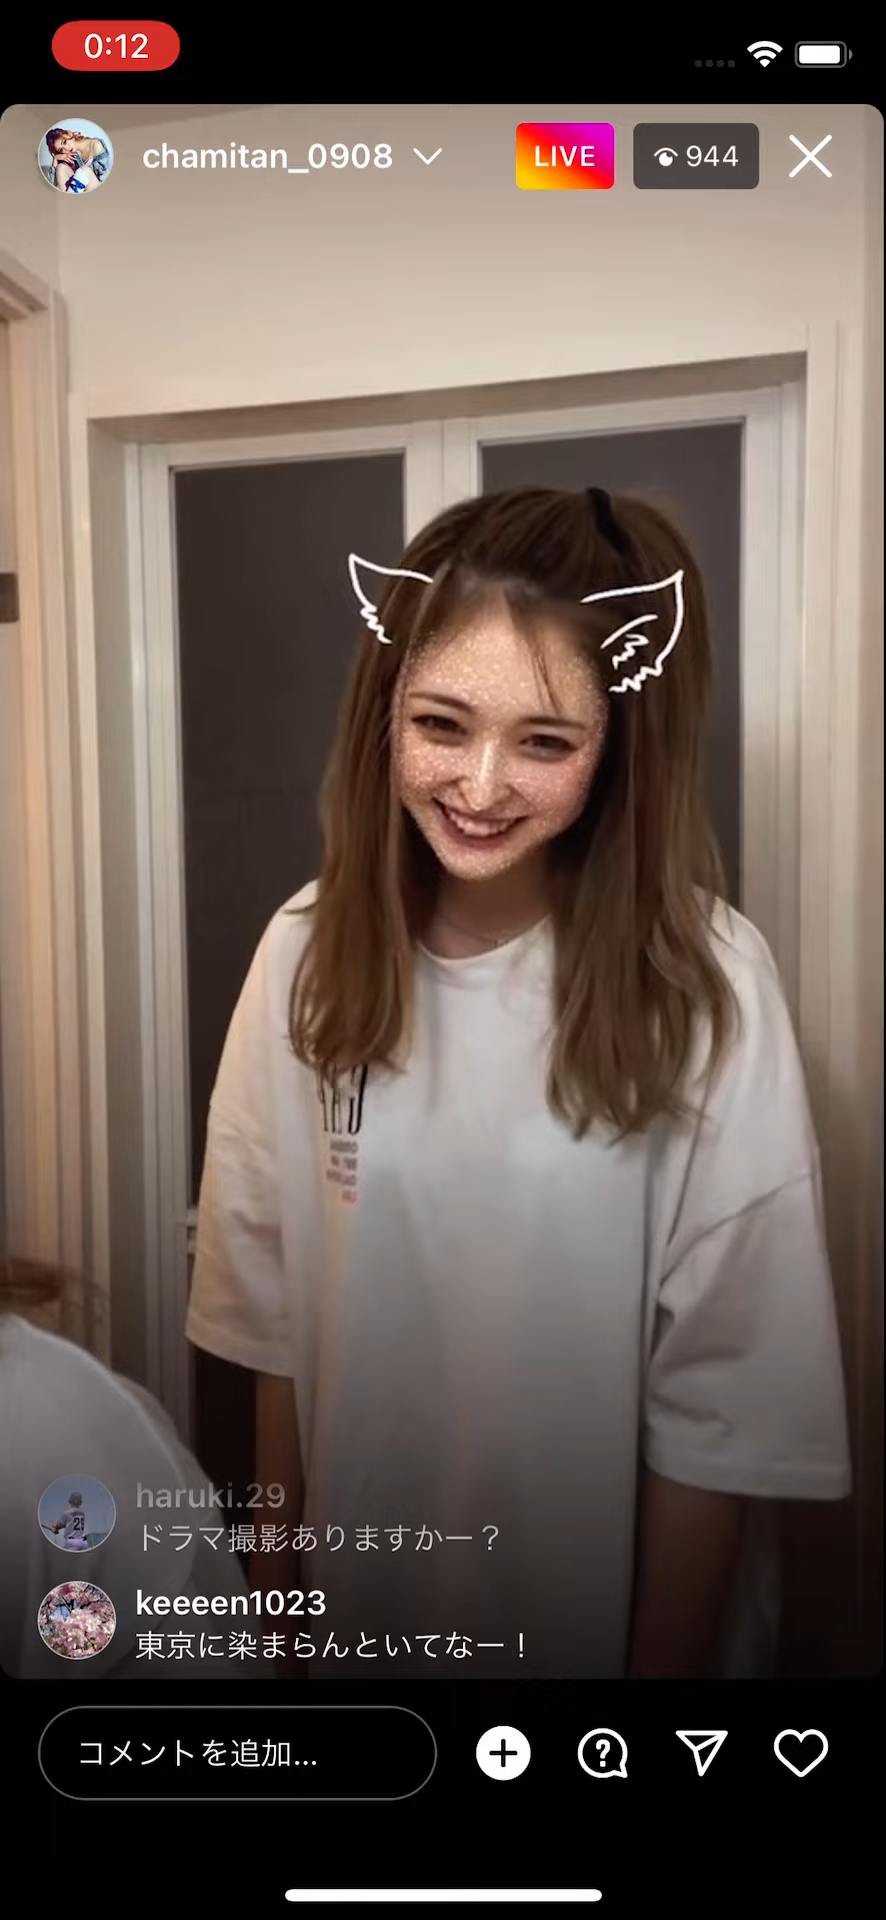 0:12
chamitan_0908
LIVE
944
haruki.29
ドラマ撮影ありますかー？
keeeen1023
東京に染まらんといてなー！
コメントを追加...